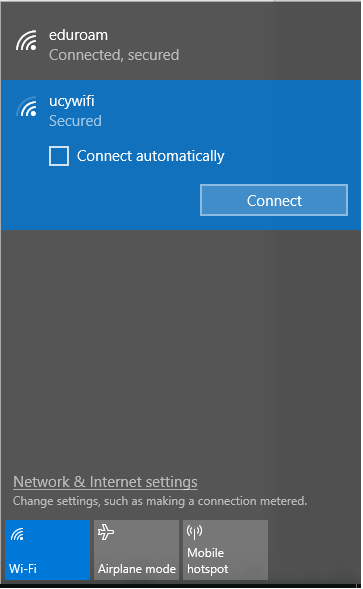 eduroam
Connected, secured
ucywifi
Secured
Connect automatically
Connect
Network & Internet settings
Change settings, such as making a connection metered.
Wi-Fi
Airplane mode
Mobile
hotspot